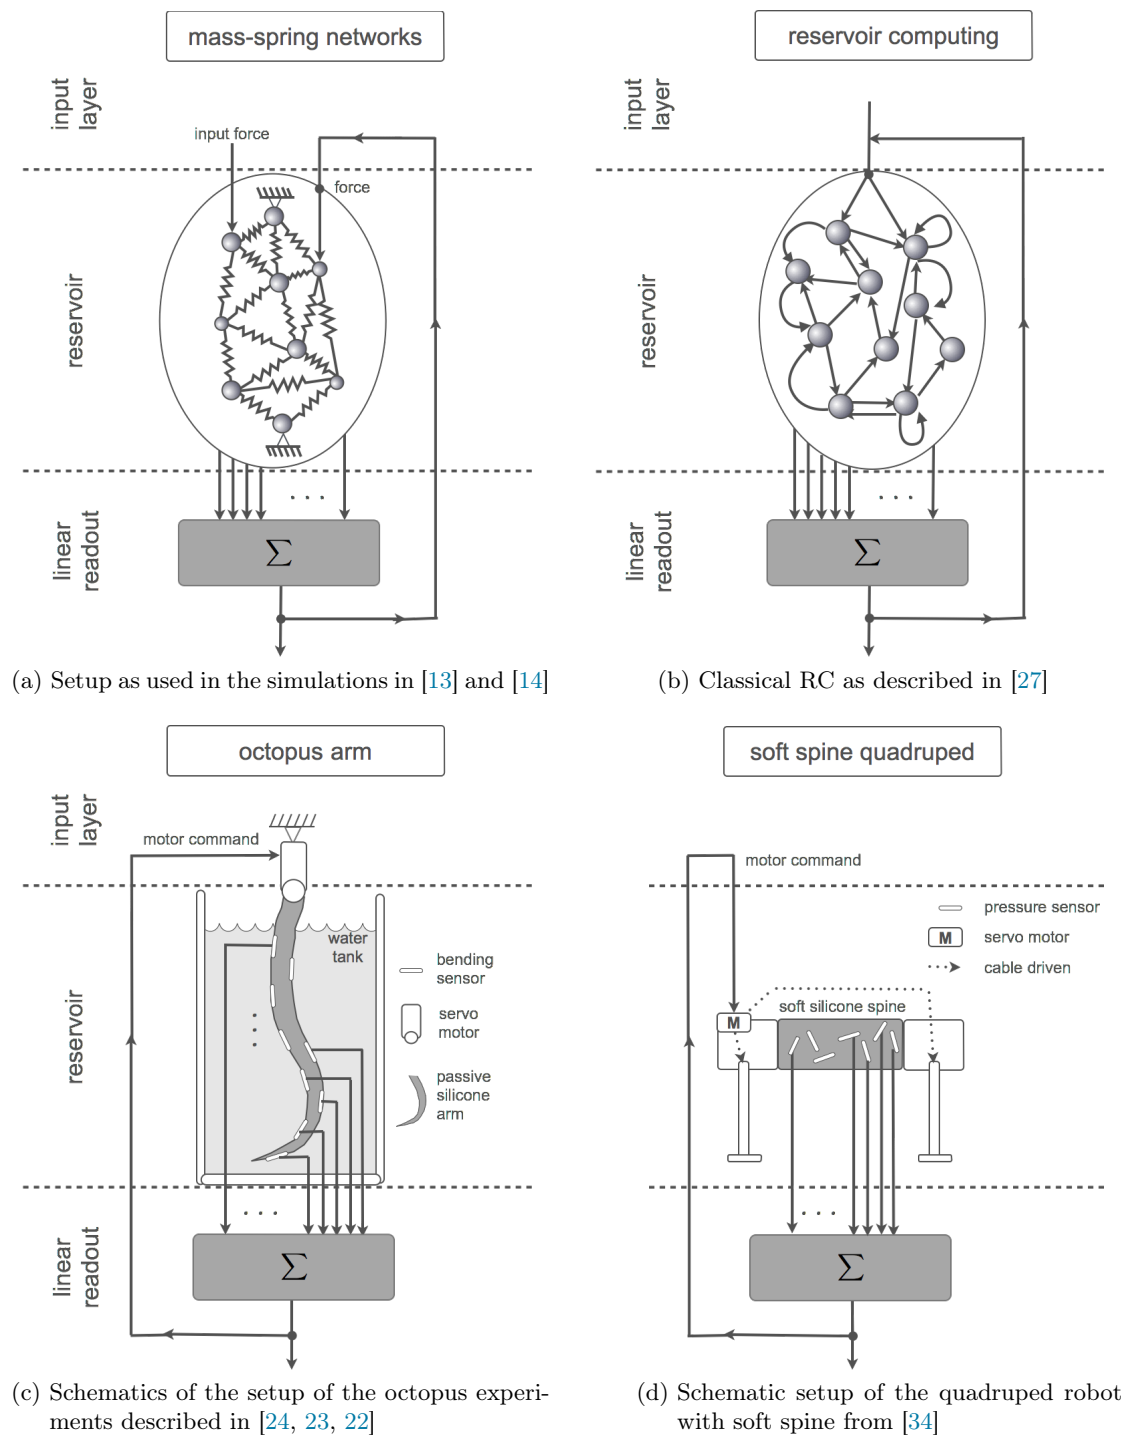 mass-spring networks
input layer
input force
force
reservoir
. . .
linear readout
Σ
(a) Setup as used in the simulations in [13] and [14]
reservoir computing
input layer
reservoir
. . .
linear readout
Σ
(b) Classical RC as described in [27]
octopus arm
input layer
motor command
water
tank
bending
sensor
servo
motor
passive
silicone
arm
reservoir
. . .
. . .
linear readout
Σ
(c) Schematics of the setup of the octopus experi-
ments described in [24, 23, 22]
soft spine quadruped
motor command
pressure sensor
M servo motor
cable driven
soft silicone spine
M
. . .
Σ
(d) Schematic setup of the quadruped robot
with soft spine from [34]